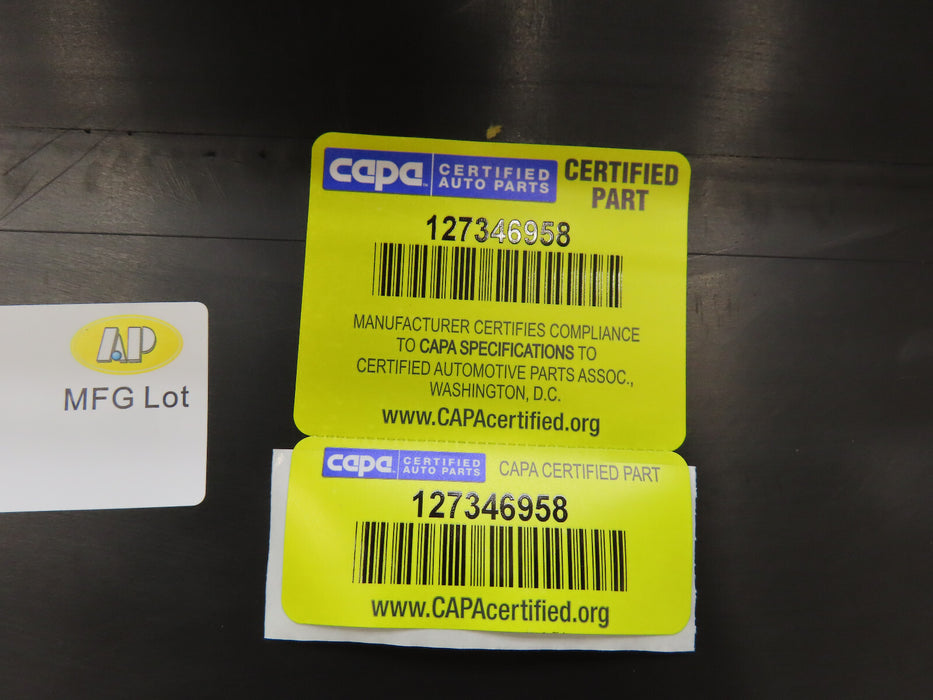 capa CERTIFIED AUTO PARTS
CERTIFIED PART
127346958
MANUFACTURER CERTIFIES COMPLIANCE
TO CAPA SPECIFICATIONS TO
CERTIFIED AUTOMOTIVE PARTS ASSOC.,
WASHINGTON, D.C.
www.CAPAcertified.org
capa CERTIFIED AUTO PARTS
CAPA CERTIFIED PART
127346958
www.CAPAcertified.org
AP
MFG Lot